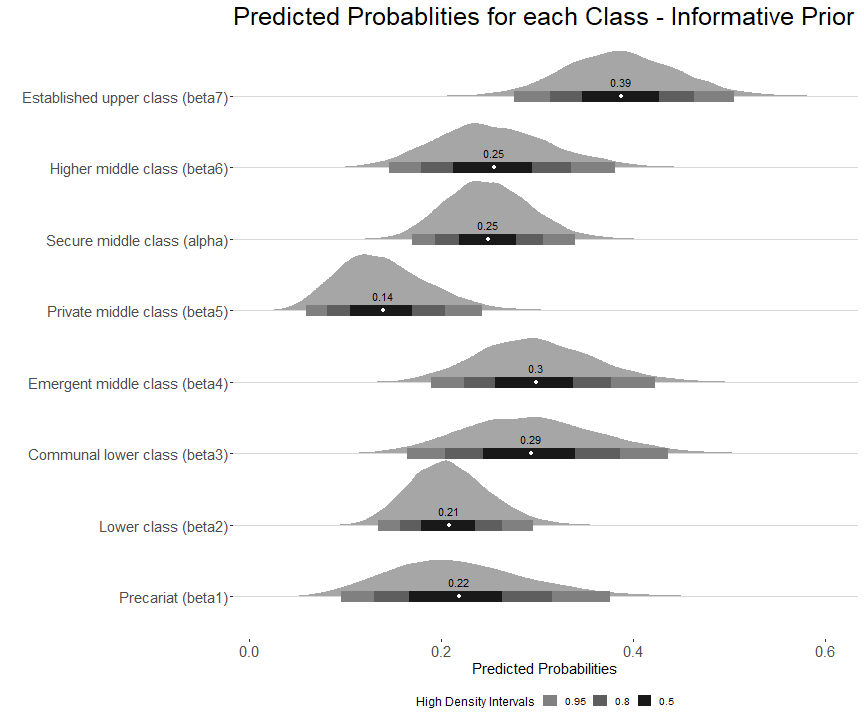 Predicted Probablities for each Class - Informative Prior
Established upper class (beta7)
0.39
Higher middle class (beta6)
0.25
Secure middle class (alpha)
0.25
Private middle class (beta5)
0.14
Emergent middle class (beta4)
0.3
Communal lower class (beta3)
0.29
Lower class (beta2)
0.21
Precariat (beta1)
0.22
0.0 0.2 0.4 0.6
Predicted Probabilities
High Density Intervals 0.95 0.8 0.5